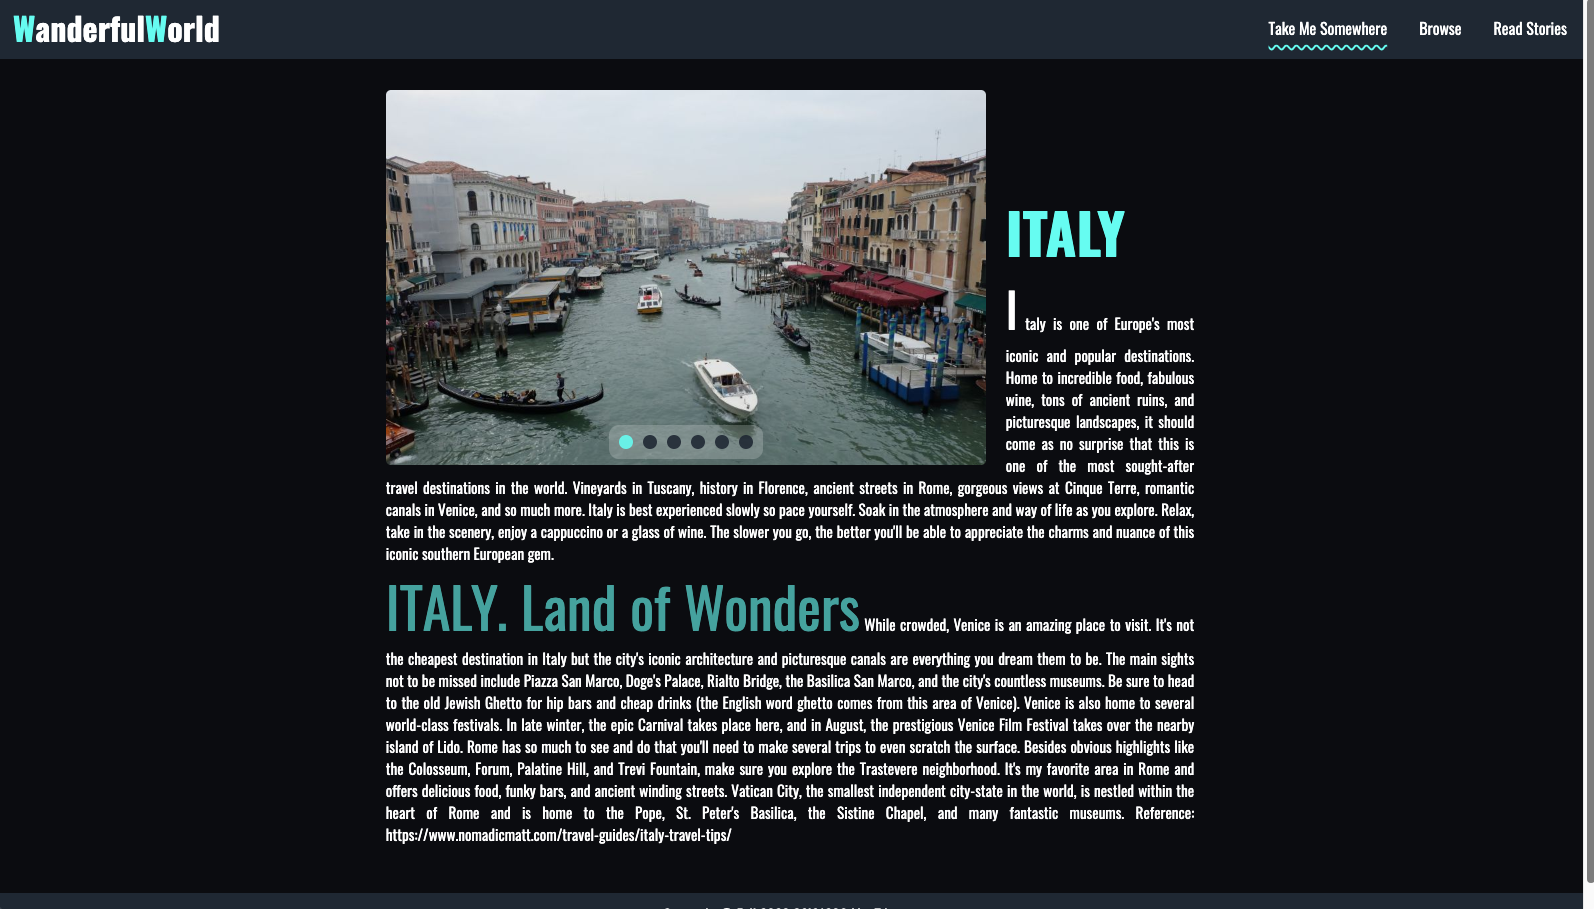 WanderfulWorld
Take Me Somewhere Browse Read Stories
ITALY
Italy is one of Europe's most
iconic and popular destinations.
Home to incredible food, fabulous
wine, tons of ancient ruins, and
picturesque landscapes, it should
come as no surprise that this is
one of the most sought-after
travel destinations in the world. Vineyards in Tuscany, history in Florence, ancient streets in Rome, gorgeous views at Cinque Terre, romantic
canals in Venice, and so much more. Italy is best experienced slowly so pace yourself. Soak in the atmosphere and way of life as you explore. Relax,
take in the scenery, enjoy a cappuccino or a glass of wine. The slower you go, the better you'll be able to appreciate the charms and nuance of this
iconic southern European gem.
ITALY. Land of Wonders While crowded, Venice is an amazing place to visit. It's not
the cheapest destination in Italy but the city's iconic architecture and picturesque canals are everything you dream them to be. The main sights
not to be missed include Piazza San Marco, Doge's Palace, Rialto Bridge, the Basilica San Marco, and the city's countless museums. Be sure to head
to the old Jewish Ghetto for hip bars and cheap drinks (the English word ghetto comes from this area of Venice). Venice is also home to several
world-class festivals. In late winter, the epic Carnival takes place here, and in August, the prestigious Venice Film Festival takes over the nearby
island of Lido. Rome has so much to see and do that you'll need to make several trips to even scratch the surface. Besides obvious highlights like
the Colosseum, Forum, Palatine Hill, and Trevi Fountain, make sure you explore the Trastevere neighborhood. It's my favorite area in Rome and
offers delicious food, funky bars, and ancient winding streets. Vatican City, the smallest independent city-state in the world, is nestled within the
heart of Rome and is home to the Pope, St. Peter's Basilica, the Sistine Chapel, and many fantastic museums. Reference:
https://www.nomadicmatt.com/travel-guides/italy-travel-tips/